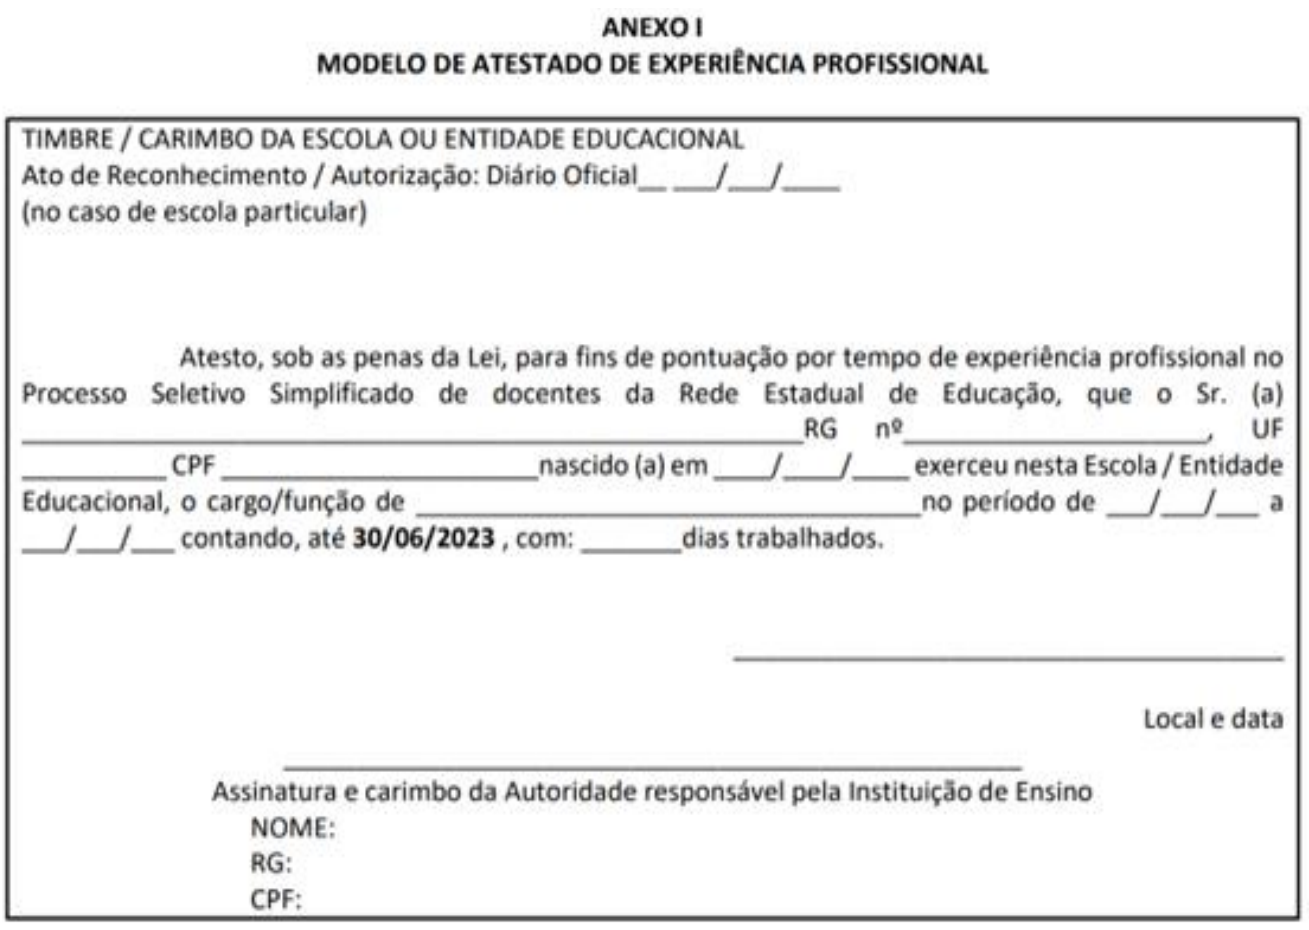 ANEXO I
MODELO DE ATESTADO DE EXPERIÊNCIA PROFISSIONAL
TIMBRE / CARIMBO DA ESCOLA OU ENTIDADE EDUCACIONAL
Ato de Reconhecimento / Autorização: Diário Oficial__ ___/___/____
(no caso de escola particular)
Atesto, sob as penas da Lei, para fins de pontuação por tempo de experiência profissional no
Processo Seletivo Simplificado de docentes da Rede Estadual de Educação, que o Sr. (a)
______________________________________________________RG nº_____________________, UF
__________ CPF ______________________nascido (a) em ____/____/____ exerceu nesta Escola / Entidade
Educacional, o cargo/função de ___________________________________no período de ___/___/___ a
___/___/___ contando, até 30/06/2023 , com: _______dias trabalhados.
______________________________________
Local e data
___________________________________________________
Assinatura e carimbo da Autoridade responsável pela Instituição de Ensino
NOME:
RG:
CPF: